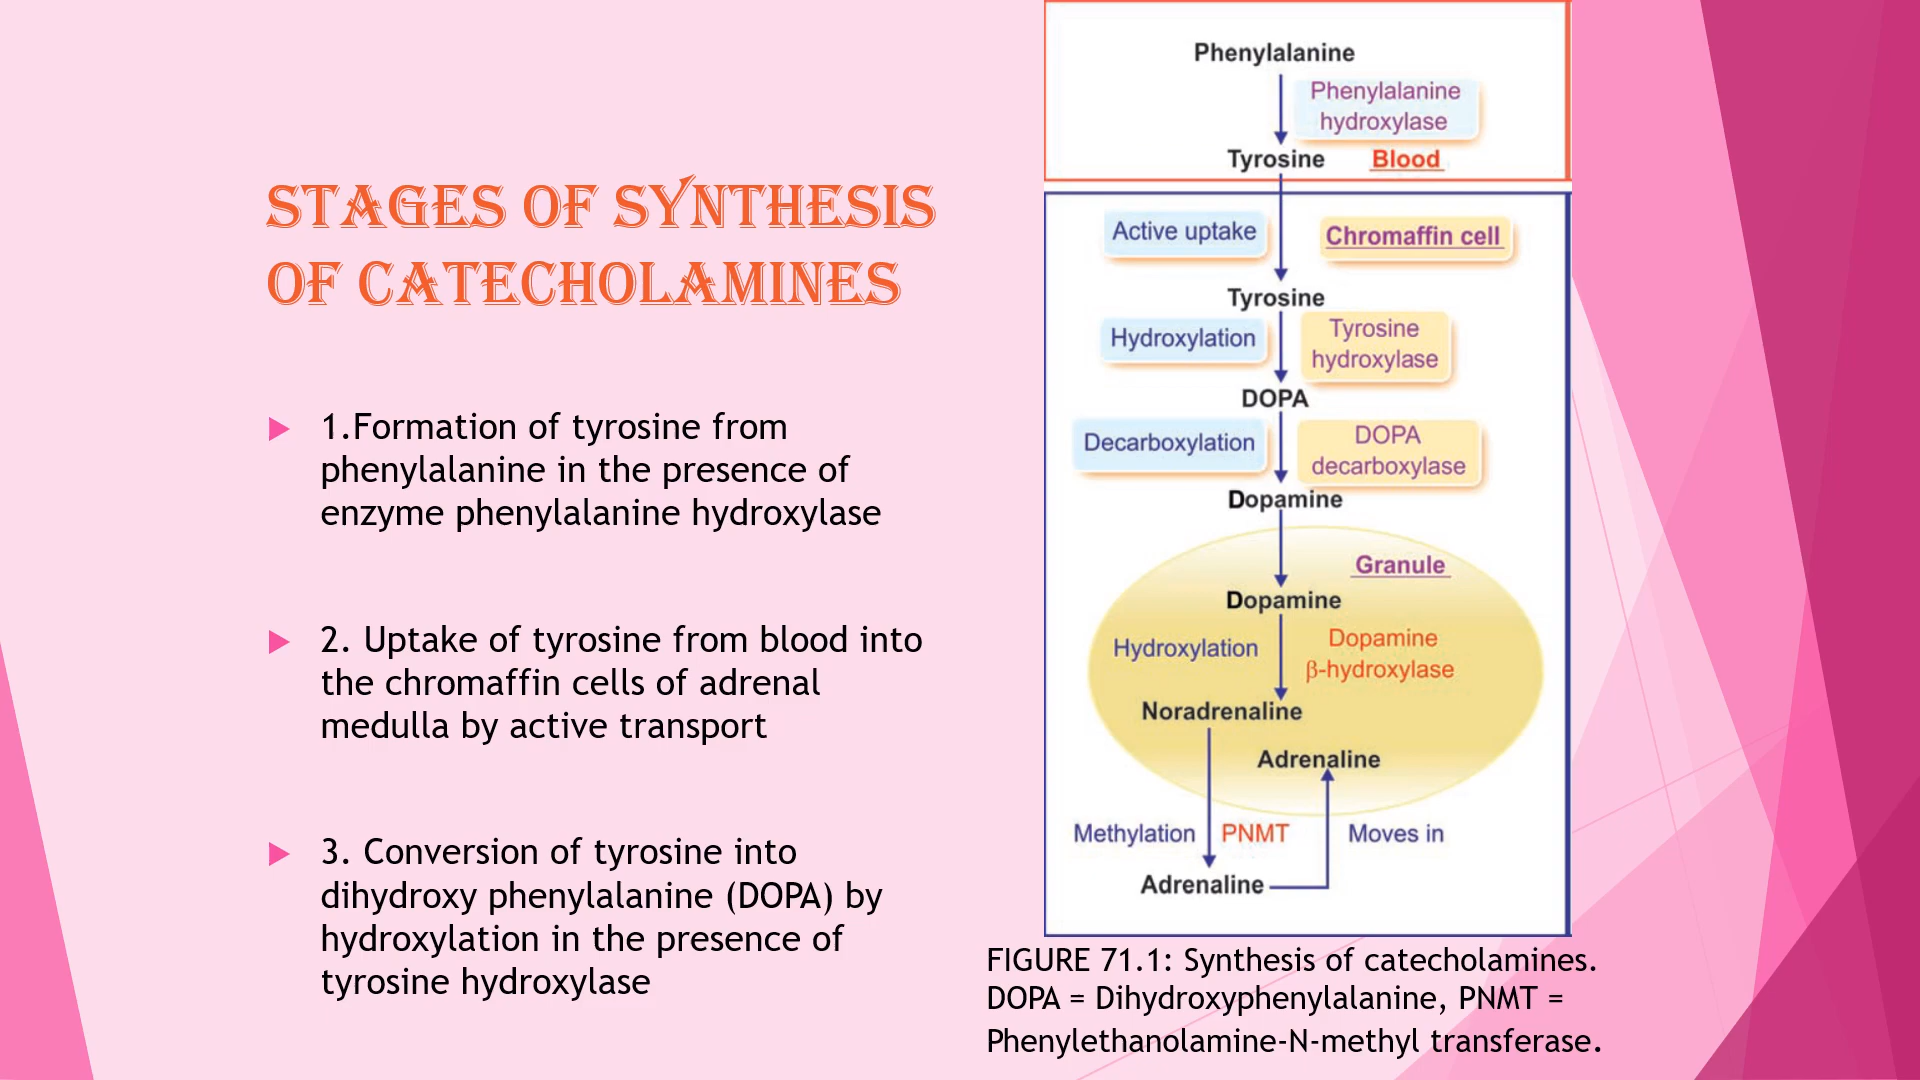 STAGES OF SYNTHESIS
OF CATECHOLAMINES
1.Formation of tyrosine from
phenylalanine in the presence of
enzyme phenylalanine hydroxylase
2. Uptake of tyrosine from blood into
the chromaffin cells of adrenal
medulla by active transport
3. Conversion of tyrosine into
dihydroxy phenylalanine (DOPA) by
hydroxylation in the presence of
tyrosine hydroxylase
Phenylalanine
Phenylalanine
hydroxylase
Tyrosine
Blood
Active uptake
Chromaffin cell
Tyrosine
Hydroxylation
Tyrosine
hydroxylase
DOPA
Decarboxylation
DOPA
decarboxylase
Dopamine
Granule
Dopamine
Hydroxylation
Dopamine
β-hydroxylase
Noradrenaline
Adrenaline
Methylation
PNMT
Moves in
Adrenaline
FIGURE 71.1: Synthesis of catecholamines.
DOPA = Dihydroxyphenylalanine, PNMT =
Phenylethanolamine-N-methyl transferase.